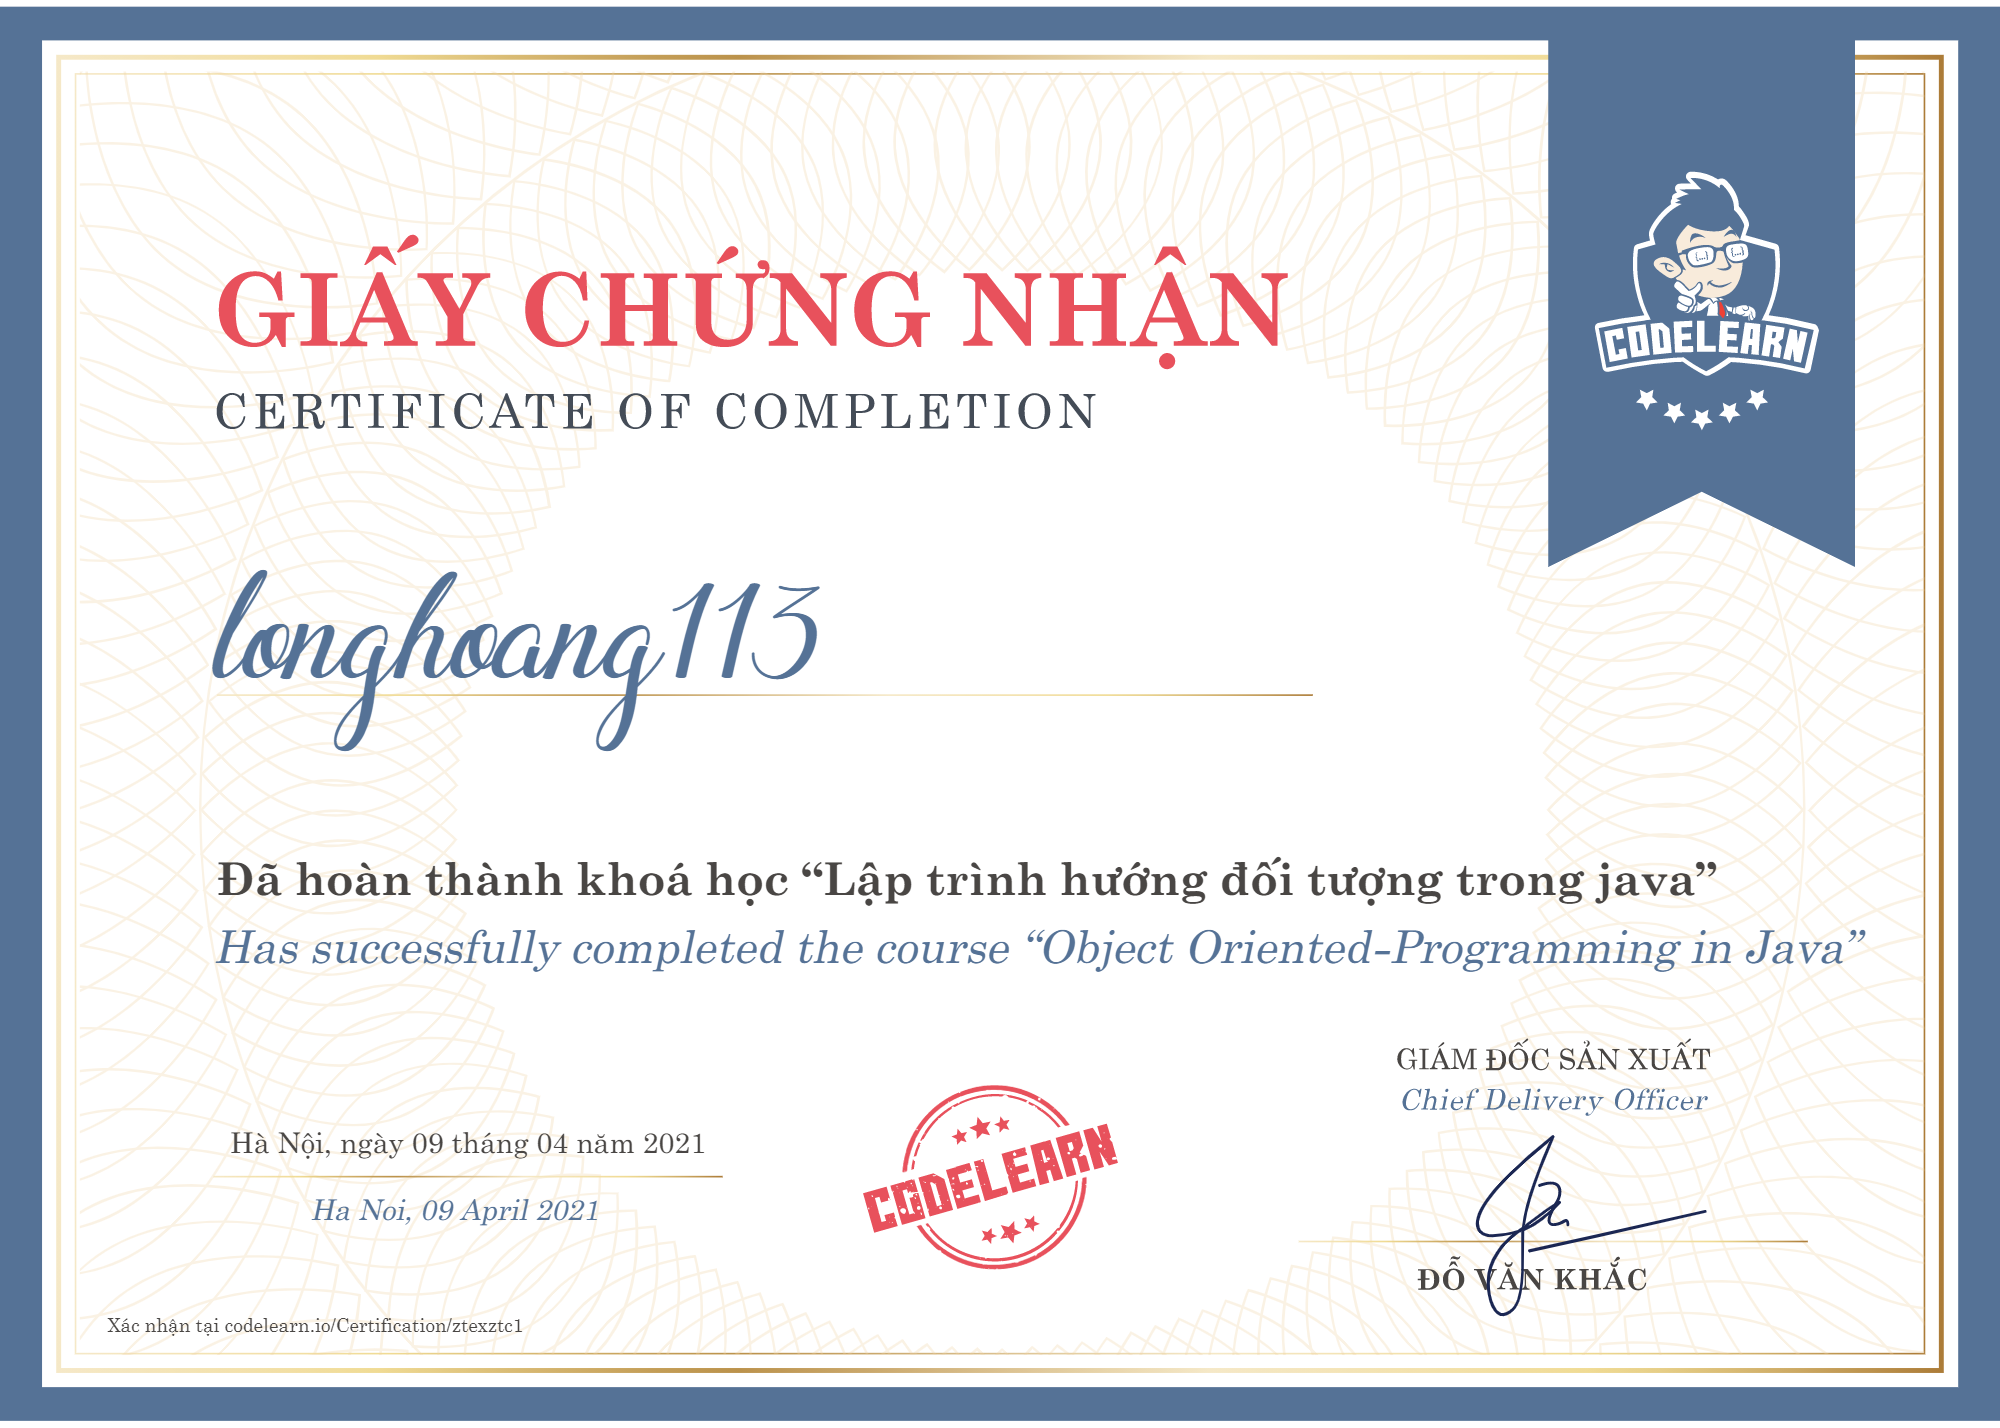 GIẤY CHỨNG NHẬN
CERTIFICATE OF COMPLETION
CODELEARN
longhoang113
Đã hoàn thành khoá học “Lập trình hướng đối tượng trong java”
Has successfully completed the course “Object Oriented-Programming in Java”
GIÁM ĐỐC SẢN XUẤT
Chief Delivery Officer
Hà Nội, ngày 09 tháng 04 năm 2021
Ha Noi, 09 April 2021
CODELEARN
ĐỖ VĂN KHẮC
Xác nhận tại codelearn.io/Certification/ztexztc1